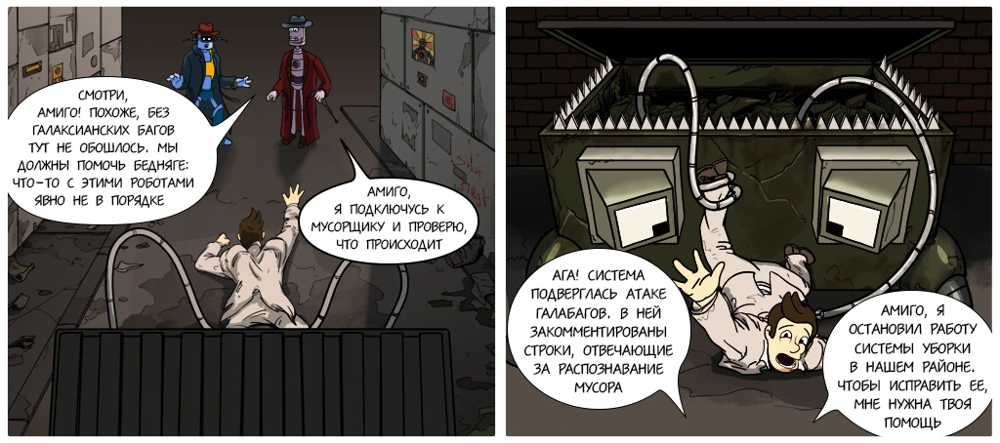 СМОТРИ,
АМИГО! ПОХОЖЕ, БЕЗ
ГАЛАКСИАНСКИХ БАГОВ
ТУТ НЕ ОБОШЛОСЬ. МЫ
ДОЛЖНЫ ПОМОЧЬ БЕДНЯГЕ:
ЧТО-ТО С ЭТИМИ РОБОТАМИ
ЯВНО НЕ В ПОРЯДКЕ
АМИГО,
Я ПОДКЛЮЧУСЬ К
МУСОРЩИКУ И ПРОВЕРЮ,
ЧТО ПРОИСХОДИТ
АГА! СИСТЕМА
ПОДВЕРГЛАСЬ АТАКЕ
ГАЛАБАГОВ. В НЕЙ
ЗАКОММЕНТИРОВАНЫ
СТРОКИ, ОТВЕЧАЮЩИЕ
ЗА РАСПОЗНАВАНИЕ
МУСОРА
АМИГО, Я
ОСТАНОВИЛ РАБОТУ
СИСТЕМЫ УБОРКИ
В НАШЕМ РАЙОНЕ.
ЧТОБЫ ИСПРАВИТЬ ЕЕ,
МНЕ НУЖНА ТВОЯ
ПОМОЩЬ